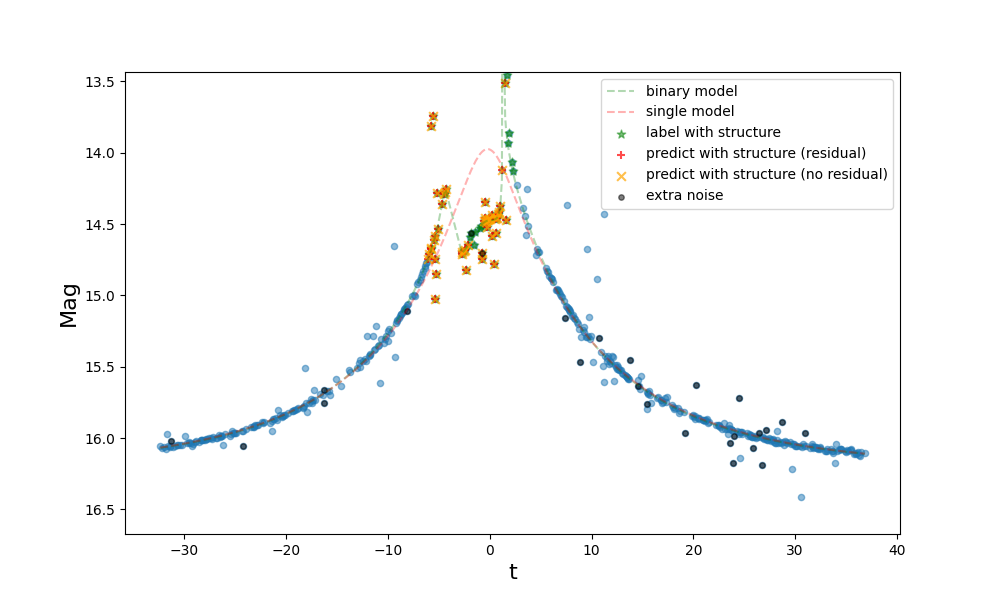 13.5
14.0
14.5
15.0
15.5
16.0
16.5
Mag
binary model
single model
label with structure
predict with structure (residual)
predict with structure (no residual)
extra noise
−30 −20 −10 0 10 20 30 40
t